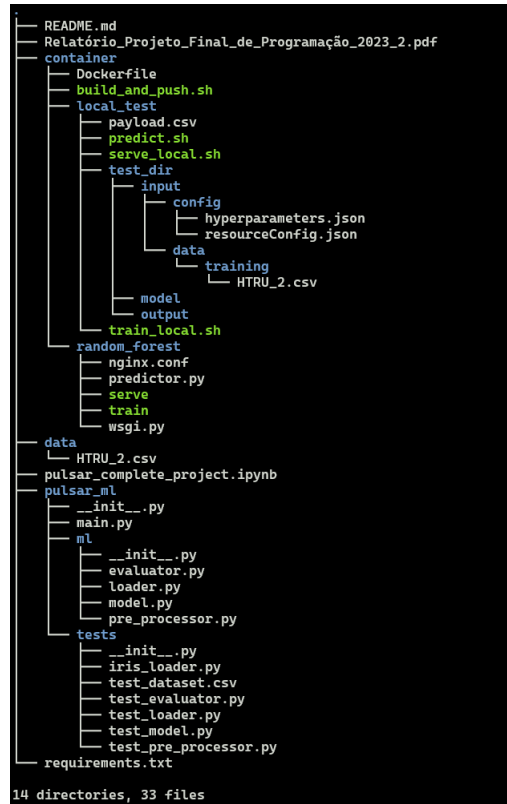 .
├── README.md
├── Relatório_Projeto_Final_de_Programação_2023_2.pdf
├── container
│   ├── Dockerfile
│   ├── build_and_push.sh
│   ├── local_test
│   │   ├── payload.csv
│   │   ├── predict.sh
│   │   ├── serve_local.sh
│   │   ├── test_dir
│   │   │   ├── input
│   │   │   │   ├── config
│   │   │   │   │   ├── hyperparameters.json
│   │   │   │   │   └── resourceConfig.json
│   │   │   │   └── data
│   │   │   │       └── training
│   │   │   │           └── HTRU_2.csv
│   │   │   ├── model
│   │   │   └── output
│   │   └── train_local.sh
│   └── random_forest
│       ├── nginx.conf
│       ├── predictor.py
│       ├── serve
│       ├── train
│       └── wsgi.py
├── data
│   └── HTRU_2.csv
├── pulsar_complete_project.ipynb
├── pulsar_ml
│   ├── __init__.py
│   ├── main.py
│   ├── ml
│   │   ├── __init__.py
│   │   ├── evaluator.py
│   │   ├── loader.py
│   │   ├── model.py
│   │   └── pre_processor.py
│   └── tests
│       ├── __init__.py
│       ├── iris_loader.py
│       ├── test_dataset.csv
│       ├── test_evaluator.py
│       ├── test_loader.py
│       ├── test_model.py
│       └── test_pre_processor.py
└── requirements.txt
14 directories, 33 files